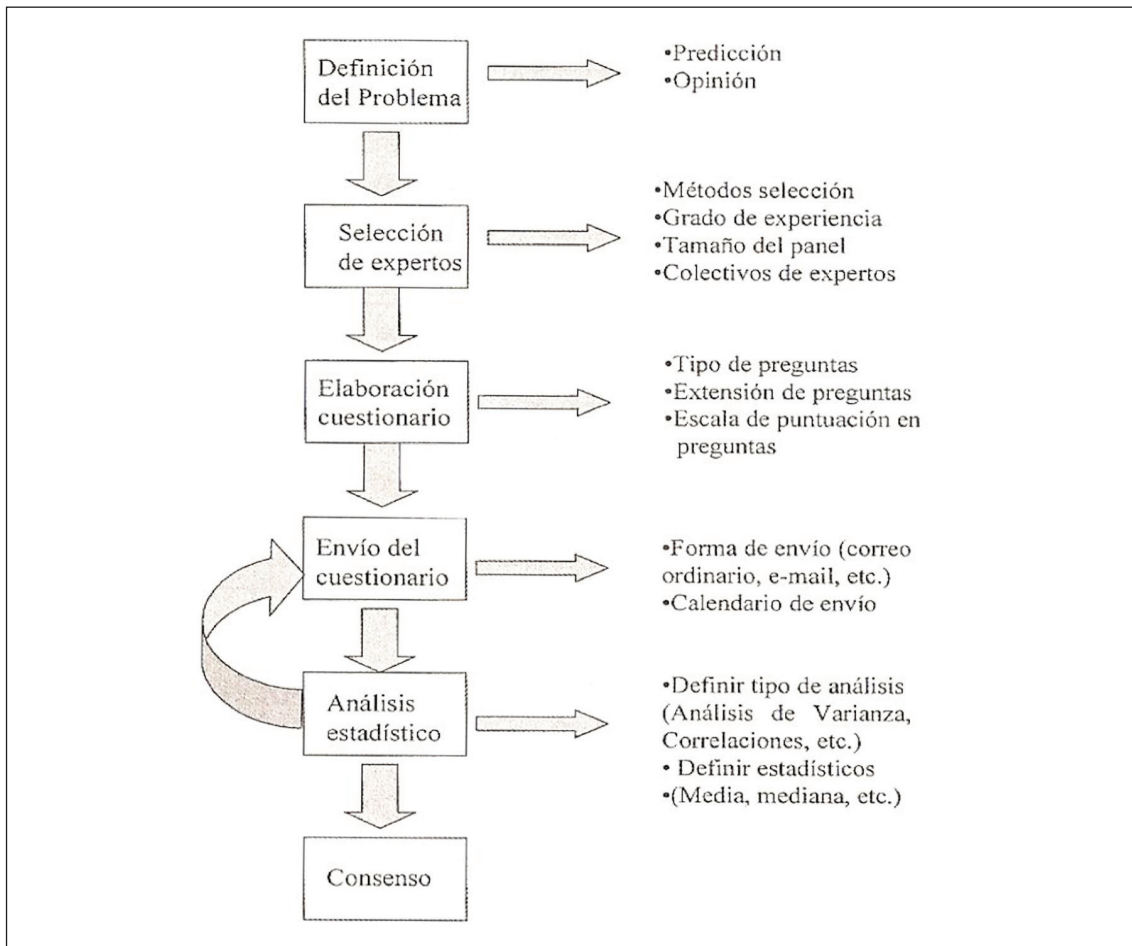 Definición
del Problema
•Predicción
•Opinión
Selección
de expertos
•Métodos selección
•Grado de experiencia
•Tamaño del panel
•Colectivos de expertos
Elaboración
cuestionario
•Tipo de preguntas
•Extensión de preguntas
•Escala de puntuación en
preguntas
Envío del
cuestionario
•Forma de envío (correo
ordinario, e-mail, etc.)
•Calendario de envío
Análisis
estadístico
•Definir tipo de análisis
(Análisis de Varianza,
Correlaciones, etc.)
• Definir estadísticos
•(Media, mediana, etc.)
Consenso